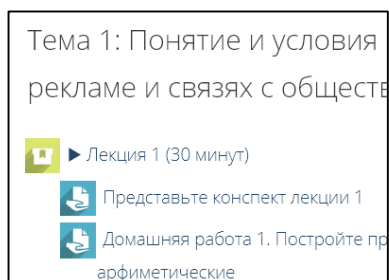 Тема 1: Понятие и условия
рекламе и связях с обществ
▶ Лекция 1 (30 минут)
Представьте конспект лекции 1
Домашняя работа 1. Постройте пр
арфиметические